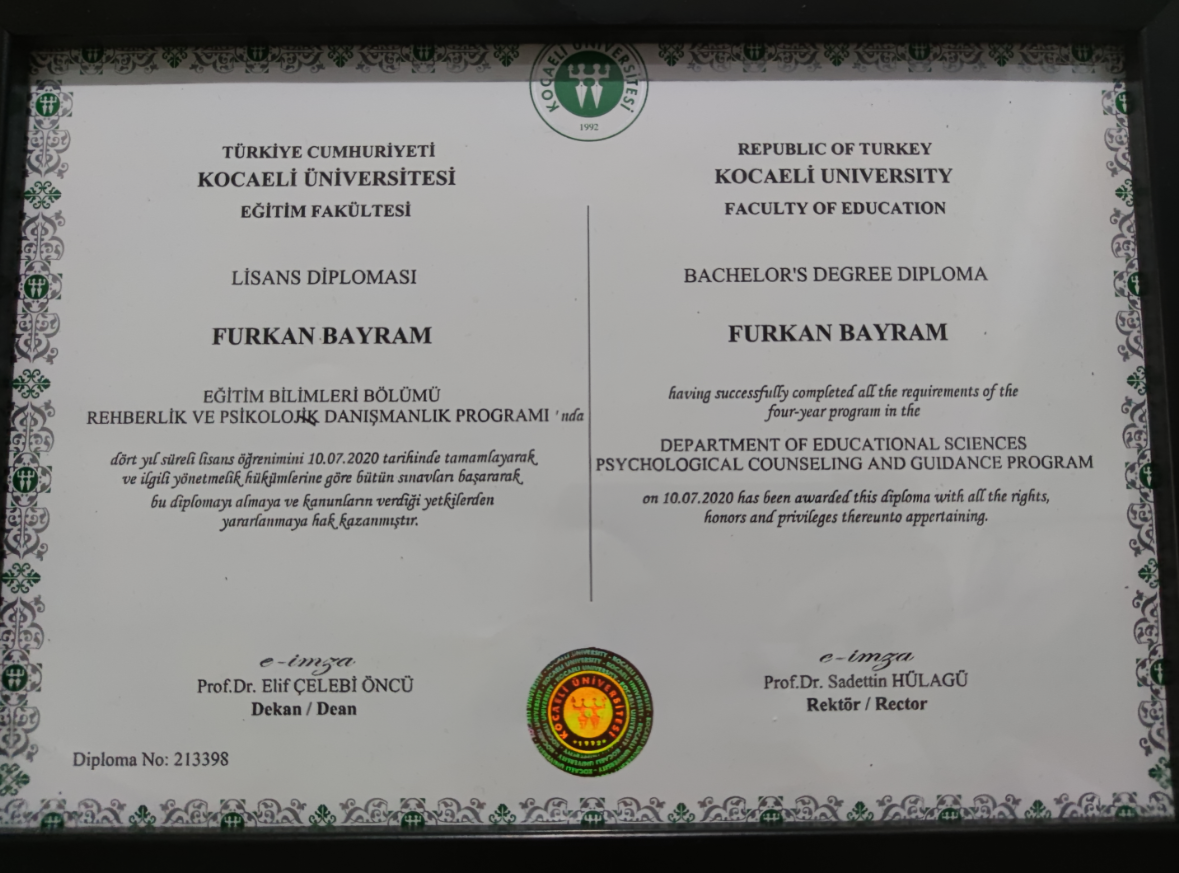 KOCAELİ ÜNİVERSİTESİ
1992
TÜRKİYE CUMHURİYETİ
KOCAELİ ÜNİVERSİTESİ
EĞİTİM FAKÜLTESİ
LİSANS DİPLOMASI
FURKAN BAYRAM
EĞİTİM BİLİMLERİ BÖLÜMÜ
REHBERLİK VE PSİKOLOJİK DANIŞMANLIK PROGRAMI 'nda
dört yıl süreli lisans öğrenimini 10.07.2020 tarihinde tamamlayarak
ve ilgili yönetmelik hükümlerine göre bütün sınavları başararak
bu diplomayı almaya ve kanunların verdiği yetkilerden
yararlanmaya hak kazanmıştır.
e-imza
Prof.Dr. Elif ÇELEBİ ÖNCÜ
Dekan / Dean
Diploma No: 213398
REPUBLIC OF TURKEY
KOCAELİ UNIVERSITY
FACULTY OF EDUCATION
BACHELOR'S DEGREE DIPLOMA
FURKAN BAYRAM
having successfully completed all the requirements of the
four-year program in the
DEPARTMENT OF EDUCATIONAL SCIENCES
PSYCHOLOGICAL COUNSELING AND GUIDANCE PROGRAM
on 10.07.2020 has been awarded this diploma with all the rights,
honors and privileges thereunto appertaining.
e-imza
Prof.Dr. Sadettin HÜLAGÜ
Rektör / Rector
KOCAELİ ÜNİVERSİTESİ
1992